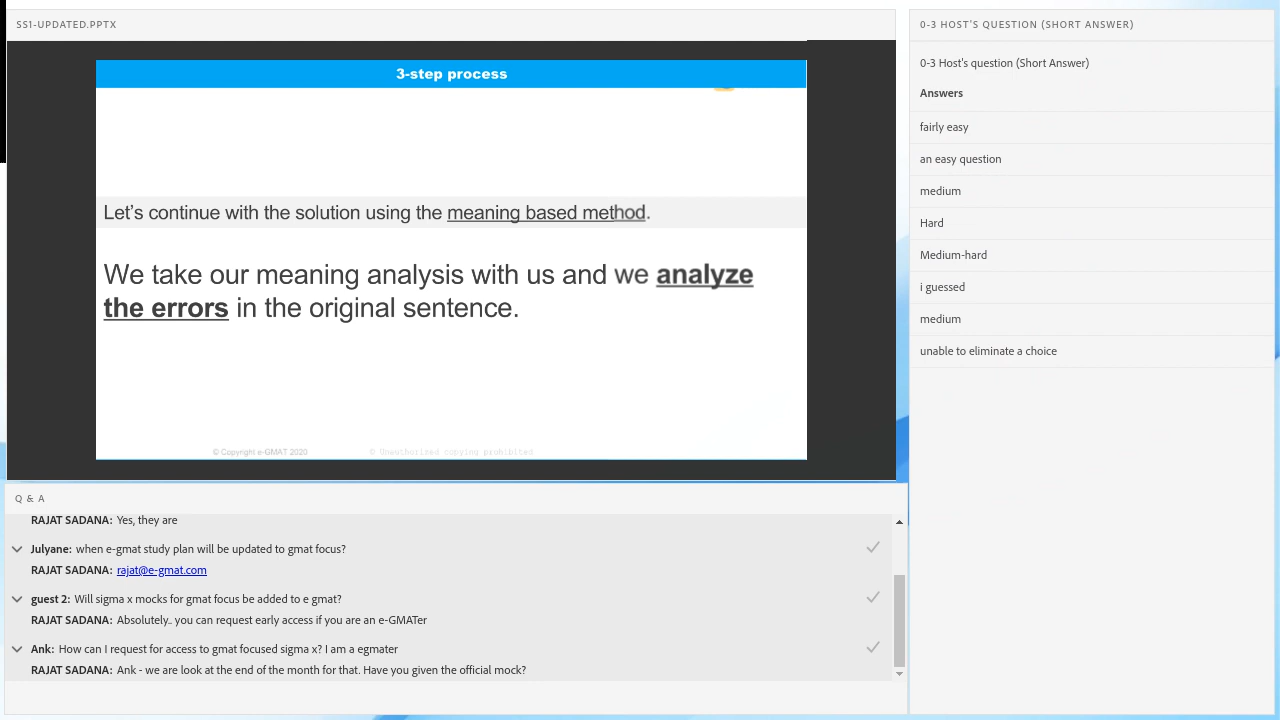 SS1-UPDATED.PPTX
3-step process
Let's continue with the solution using the meaning based method.
We take our meaning analysis with us and we analyze
the errors in the original sentence.
© Copyright e-GMAT 2020 © Unauthorised copying prohibited
Q & A
RAJAT SADANA: Yes, they are
Julyane: when e-gmat study plan will be updated to gmat focus?
RAJAT SADANA: rajat@e-gmat.com
guest 2: Will sigma x mocks for gmat focus be added to e gmat?
RAJAT SADANA: Absolutely.. you can request early access if you are an e-GMATer
Ank: How can I request for access to gmat focused sigma x? I am a egmater
RAJAT SADANA: Ank - we are look at the end of the month for that. Have you given the official mock?
0-3 HOST'S QUESTION (SHORT ANSWER)
0-3 Host's question (Short Answer)
Answers
fairly easy
an easy question
medium
Hard
Medium-hard
i guessed
medium
unable to eliminate a choice